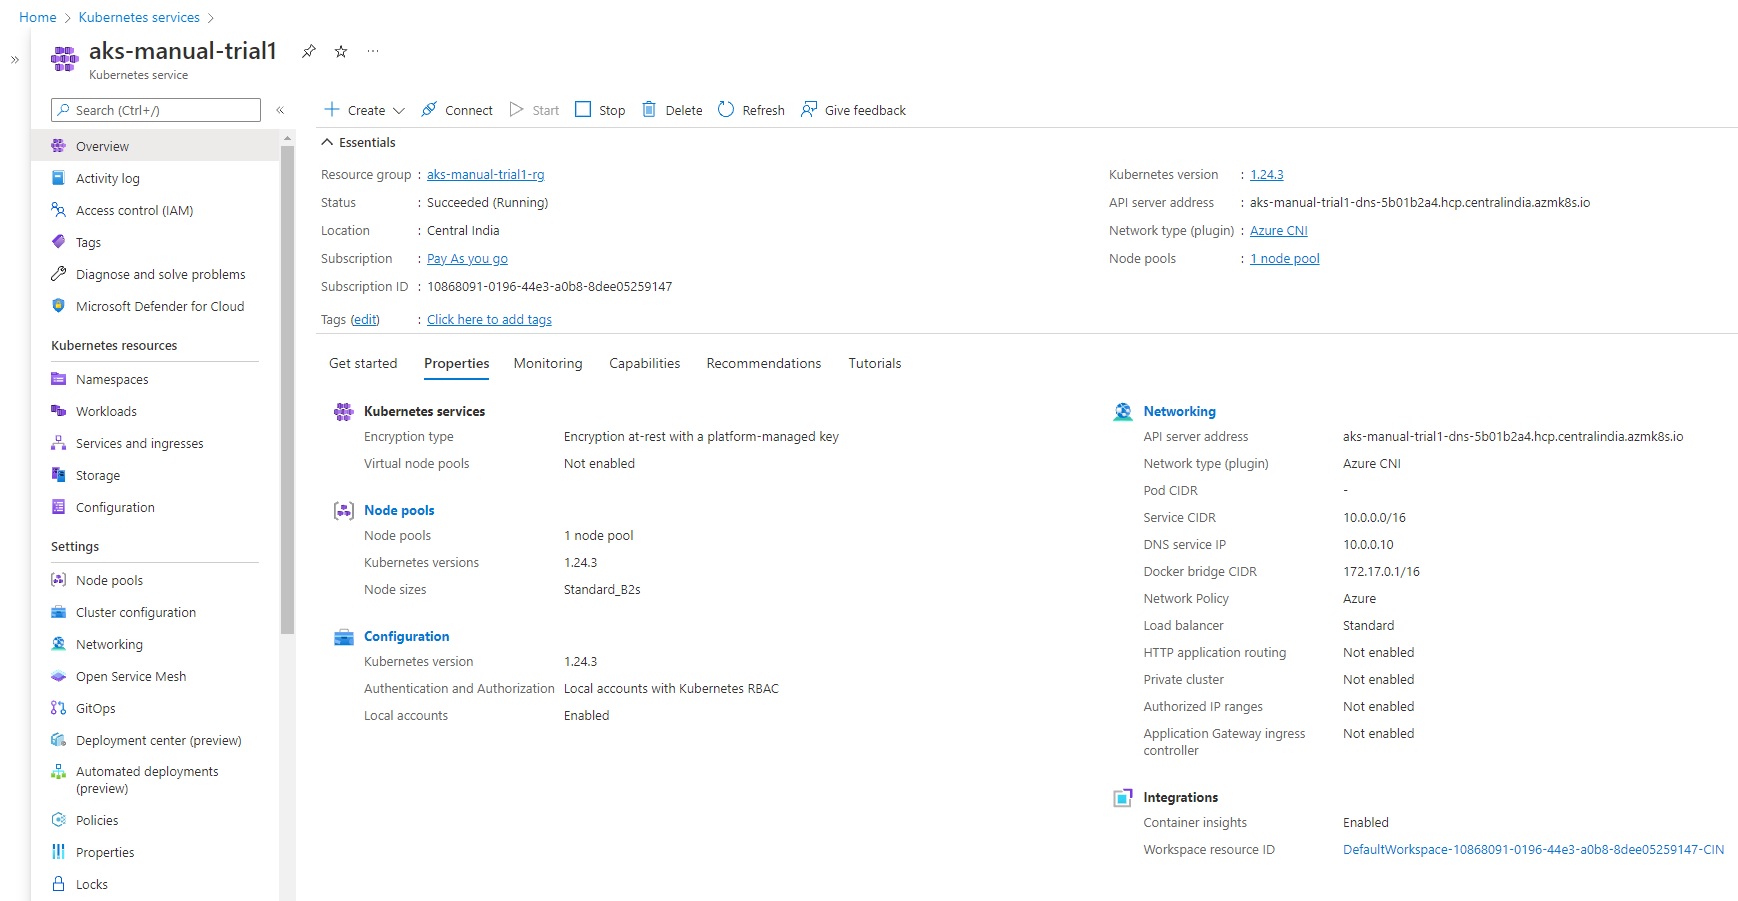 Home > Kubernetes services >
»
aks-manual-trial1 ...
Kubernetes service
Search (Ctrl+/) «
Overview
Activity log
Access control (IAM)
Tags
Diagnose and solve problems
Microsoft Defender for Cloud
Kubernetes resources
Namespaces
Workloads
Services and ingresses
Storage
Configuration
Settings
Node pools
Cluster configuration
Networking
Open Service Mesh
GitOps
Deployment center (preview)
Automated deployments
(preview)
Policies
Properties
Locks
Create Connect Start Stop Delete Refresh Give feedback
Essentials
Resource group : aks-manual-trial1-rg
Status : Succeeded (Running)
Location : Central India
Subscription : Pay As you go
Subscription ID : 10868091-0196-44e3-a0b8-8dee05259147
Tags (edit) : Click here to add tags
Kubernetes version : 1.24.3
API server address : aks-manual-trial1-dns-5b01b2a4.hcp.centralindia.azmk8s.io
Network type (plugin) : Azure CNI
Node pools : 1 node pool
Get started Properties Monitoring Capabilities Recommendations Tutorials
Kubernetes services
Encryption type Encryption at-rest with a platform-managed key
Virtual node pools Not enabled
Node pools
Node pools 1 node pool
Kubernetes versions 1.24.3
Node sizes Standard_B2s
Configuration
Kubernetes version 1.24.3
Authentication and Authorization Local accounts with Kubernetes RBAC
Local accounts Enabled
Networking
API server address aks-manual-trial1-dns-5b01b2a4.hcp.centralindia.azmk8s.io
Network type (plugin) Azure CNI
Pod CIDR -
Service CIDR 10.0.0.0/16
DNS service IP 10.0.0.10
Docker bridge CIDR 172.17.0.1/16
Network Policy Azure
Load balancer Standard
HTTP application routing Not enabled
Private cluster Not enabled
Authorized IP ranges Not enabled
Application Gateway ingress Not enabled
controller
Integrations
Container insights Enabled
Workspace resource ID DefaultWorkspace-10868091-0196-44e3-a0b8-8dee05259147-CIN